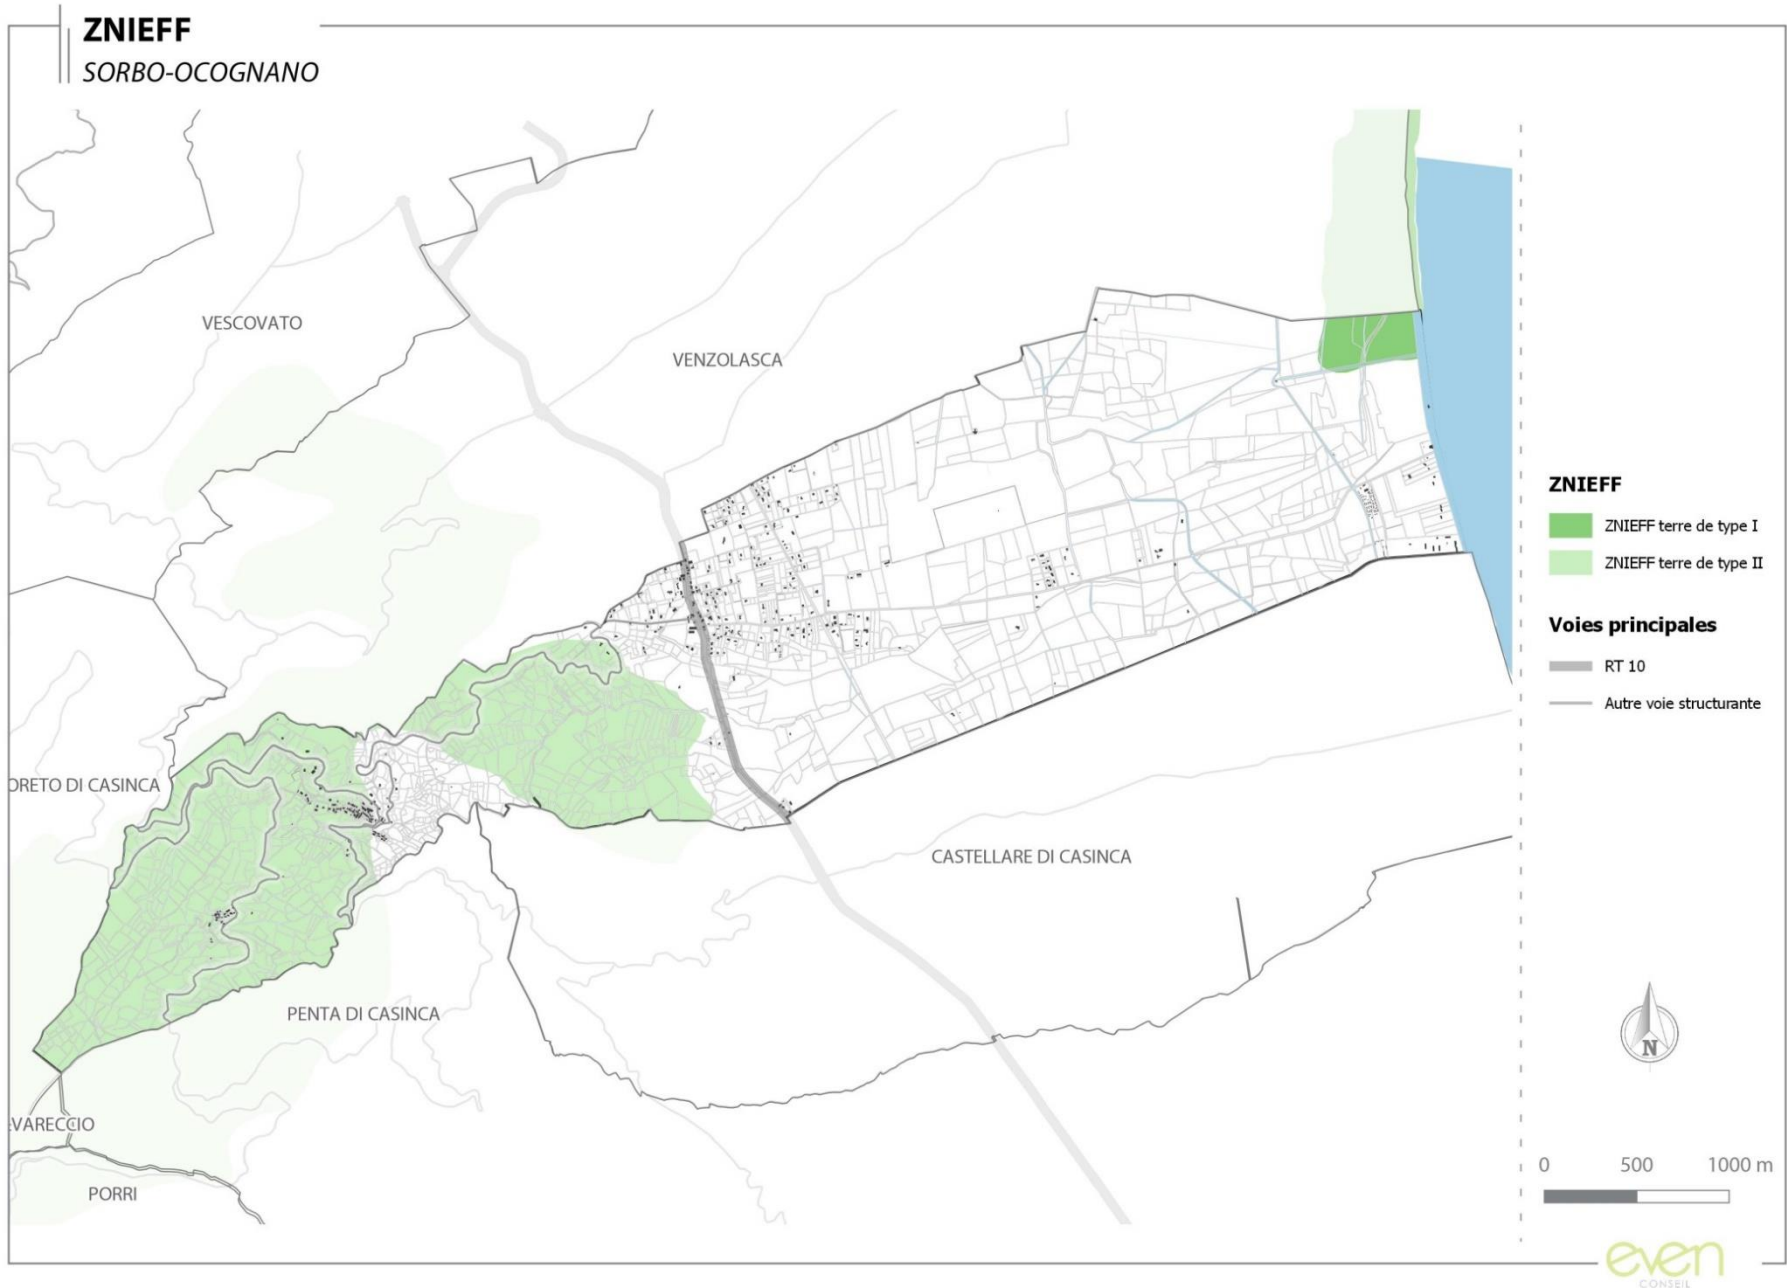 ZNIEFF
SORBO-OCOGNANO
VESCOVATO
VENZOLASCA
ZNIEFF
ZNIEFF terre de type I
ZNIEFF terre de type II
Voies principales
RT 10
Autre voie structurante
ORETO DI CASINCA
CASTELLARE DI CASINCA
PENTA DI CASINCA
N
VARECCIO
PORRI
0 500 1000 m
even
CONSEIL